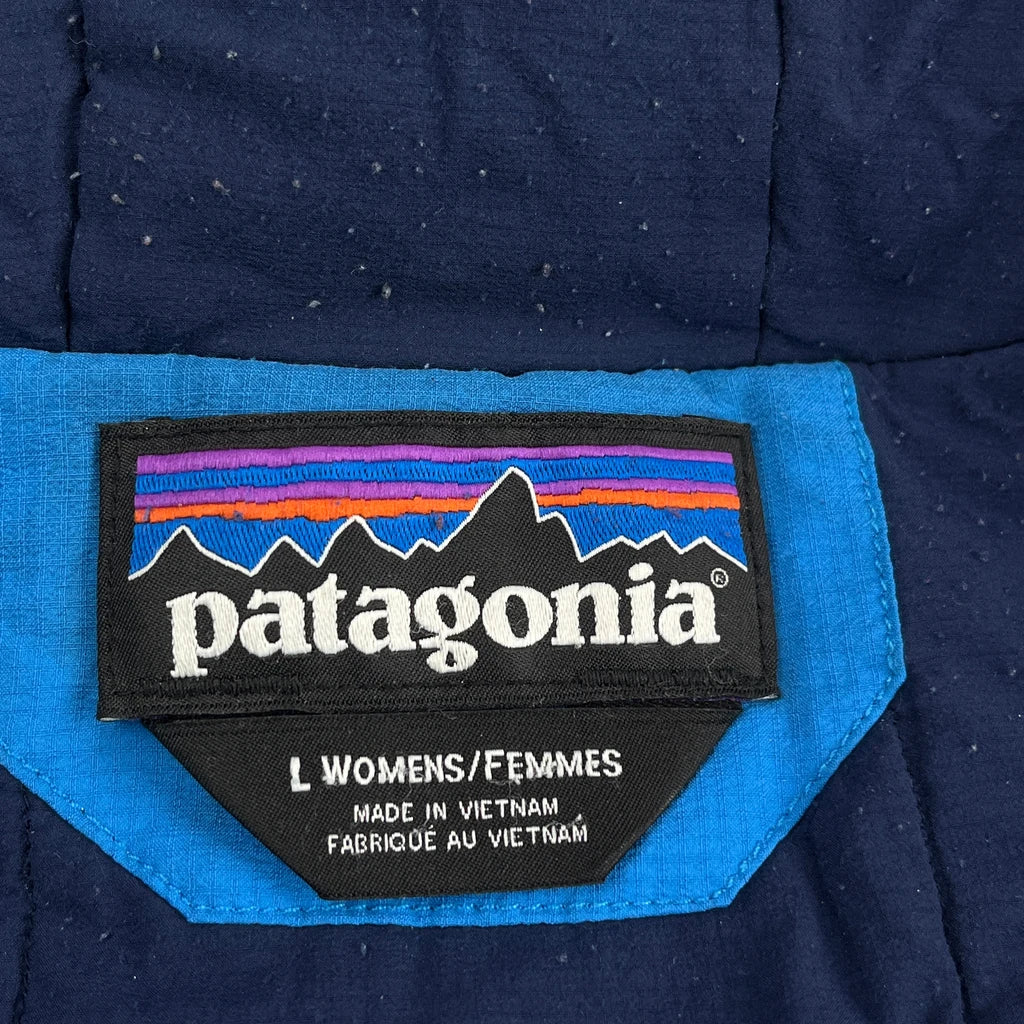 patagonia®
L WOMENS/FEMMES
MADE IN VIETNAM
FABRIQUÉ AU VIETNAM